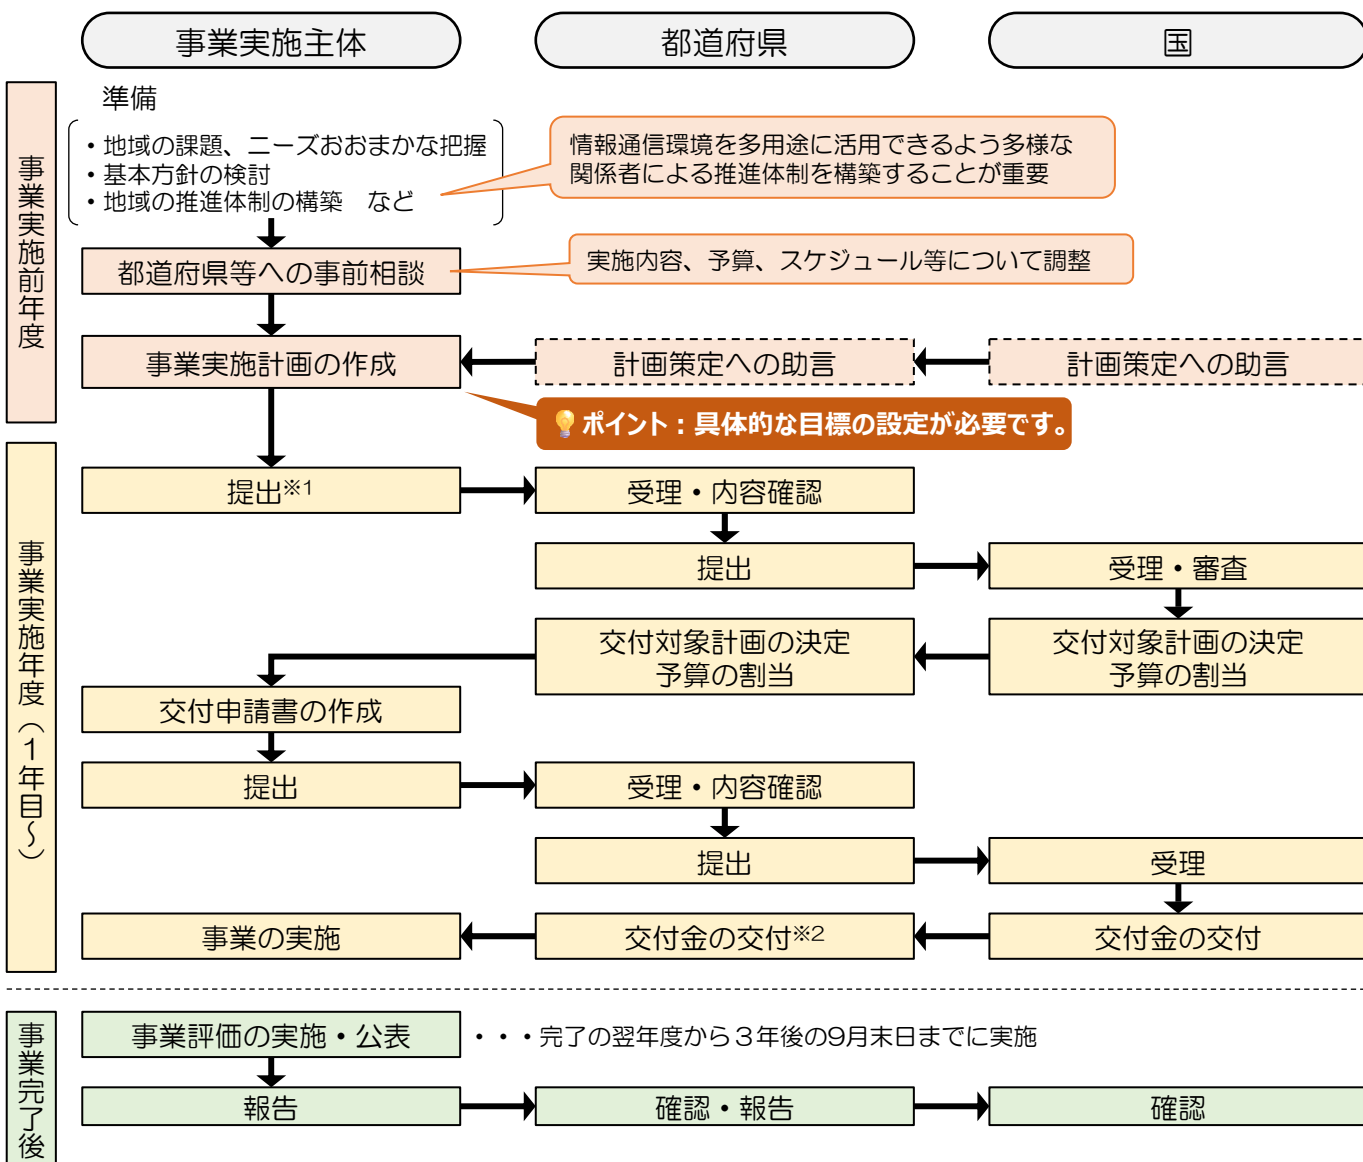 事業実施主体
都道府県
国
事業実施前年度
準備
・地域の課題、ニーズおおまかな把握
・基本方針の検討
・地域の推進体制の構築　など
情報通信環境を多用途に活用できるよう多様な
関係者による推進体制を構築することが重要
都道府県等への事前相談
実施内容、予算、スケジュール等について調整
事業実施計画の作成
計画策定への助言
計画策定への助言
ポイント：具体的な目標の設定が必要です。
事業実施年度（1年目～）
提出※1
受理・内容確認
提出
受理・審査
交付対象計画の決定
予算の割当
交付対象計画の決定
予算の割当
交付申請書の作成
提出
受理・内容確認
提出
受理
事業の実施
交付金の交付※2
交付金の交付
事業完了後
事業評価の実施・公表
・・・完了の翌年度から３年後の9月末日までに実施
報告
確認・報告
確認